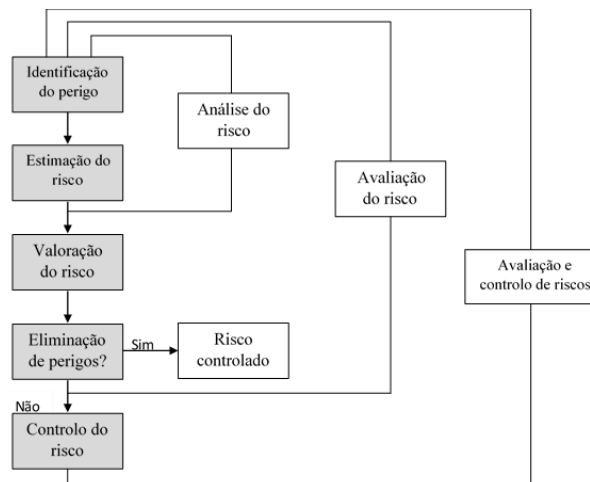 Identificação
do perigo
Análise do
risco
Estimação do
risco
Avaliação
do risco
Valoração
do risco
Avaliação e
controlo de riscos
Eliminação
de perigos?
Sim
Risco
controlado
Não
Controlo do
risco